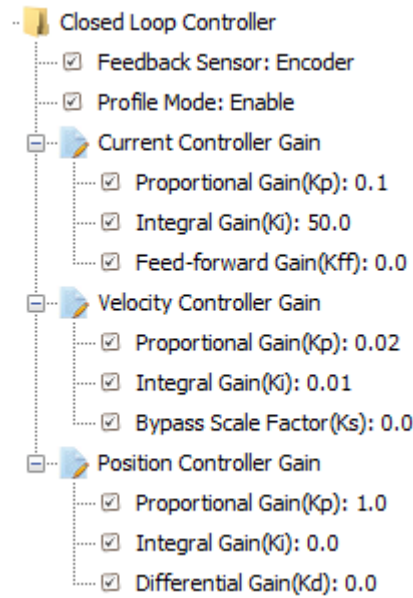 Closed Loop Controller
Feedback Sensor: Encoder
Profile Mode: Enable
Current Controller Gain
Proportional Gain(Kp): 0.1
Integral Gain(Ki): 50.0
Feed-forward Gain(Kff): 0.0
Velocity Controller Gain
Proportional Gain(Kp): 0.02
Integral Gain(Ki): 0.01
Bypass Scale Factor(Ks): 0.0
Position Controller Gain
Proportional Gain(Kp): 1.0
Integral Gain(Ki): 0.0
Differential Gain(Kd): 0.0